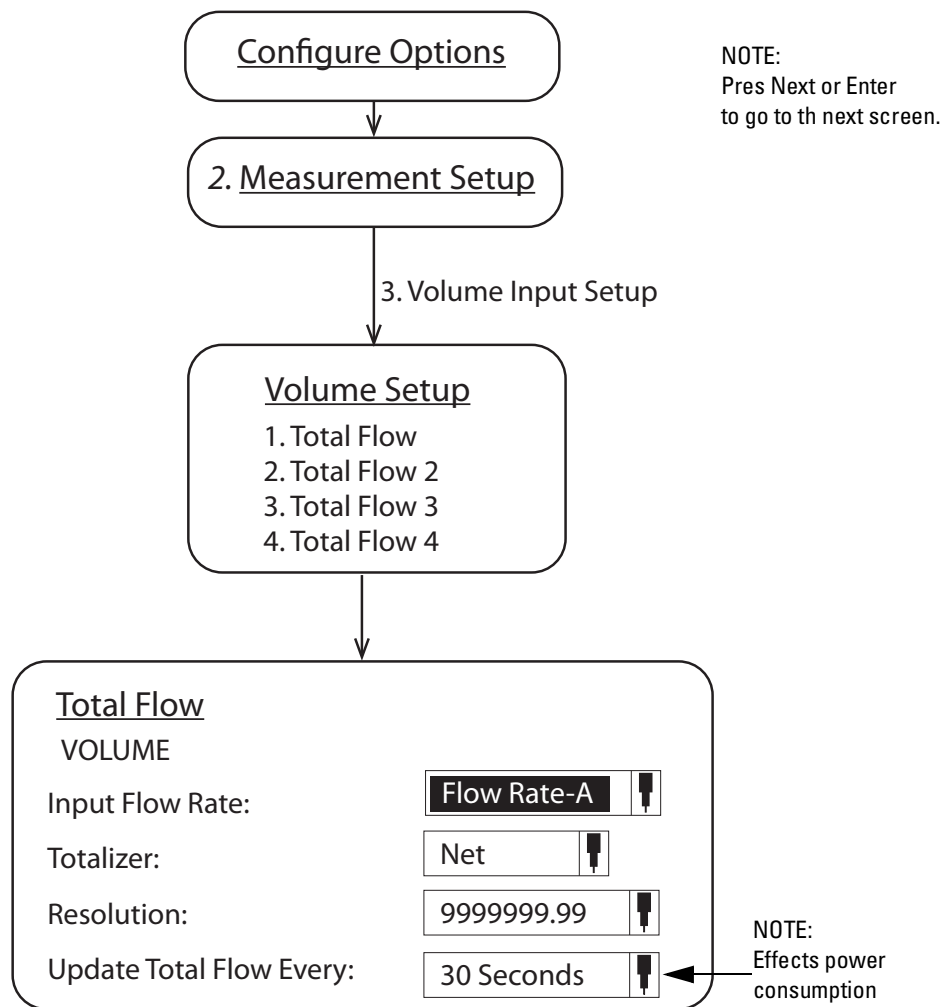 Configure Options
NOTE:
Pres Next or Enter
to go to th next screen.
2. Measurement Setup
3. Volume Input Setup
Volume Setup
1. Total Flow
2. Total Flow 2
3. Total Flow 3
4. Total Flow 4
Total Flow
VOLUME
Input Flow Rate: Flow Rate-A
Totalizer: Net
Resolution: 9999999.99
Update Total Flow Every: 30 Seconds
NOTE:
Effects power
consumption